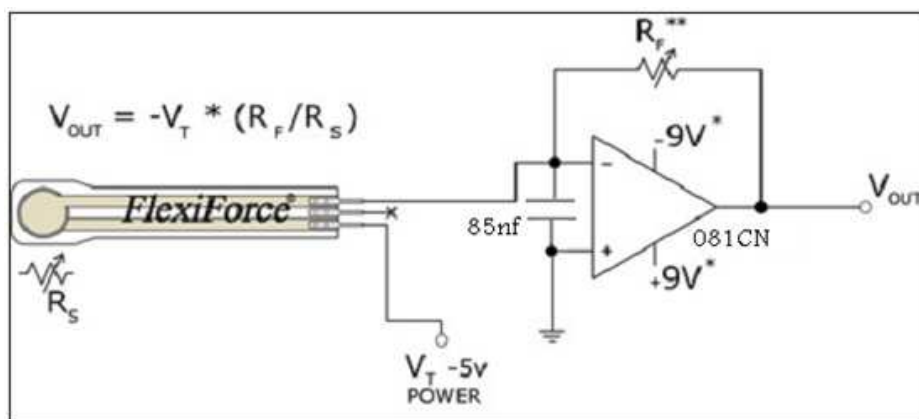 R_F **
V_OUT = -V_T * (R_F/R_S)
-9V*
FlexiForce®
V_OUT
85nf
081CN
+9V*
R_S
V_T -5v
POWER